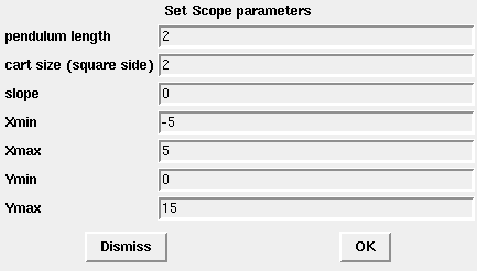 Set Scope parameters
pendulum length 2
cart size (square side) 2
slope 0
Xmin -5
Xmax 5
Ymin 0
Ymax 15
Dismiss OK